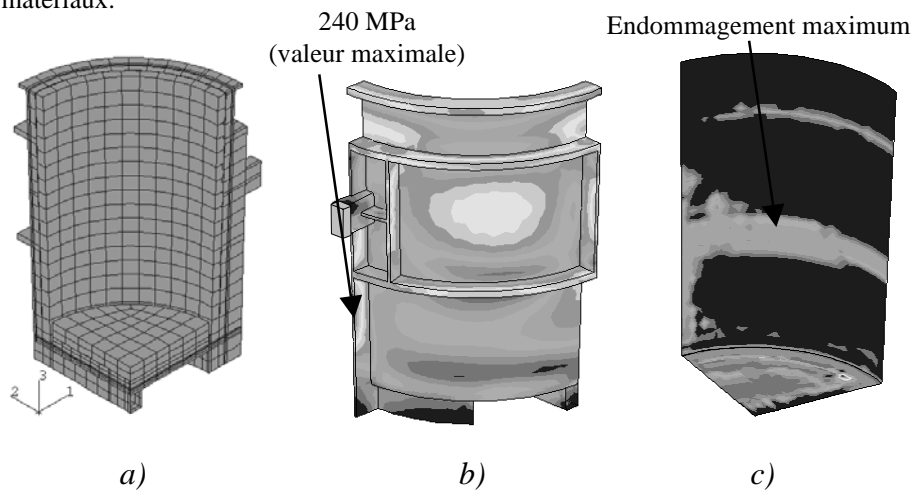 matériaux.
240 MPa
(valeur maximale)
Endommagement maximum
3
2
1
a)
b)
c)